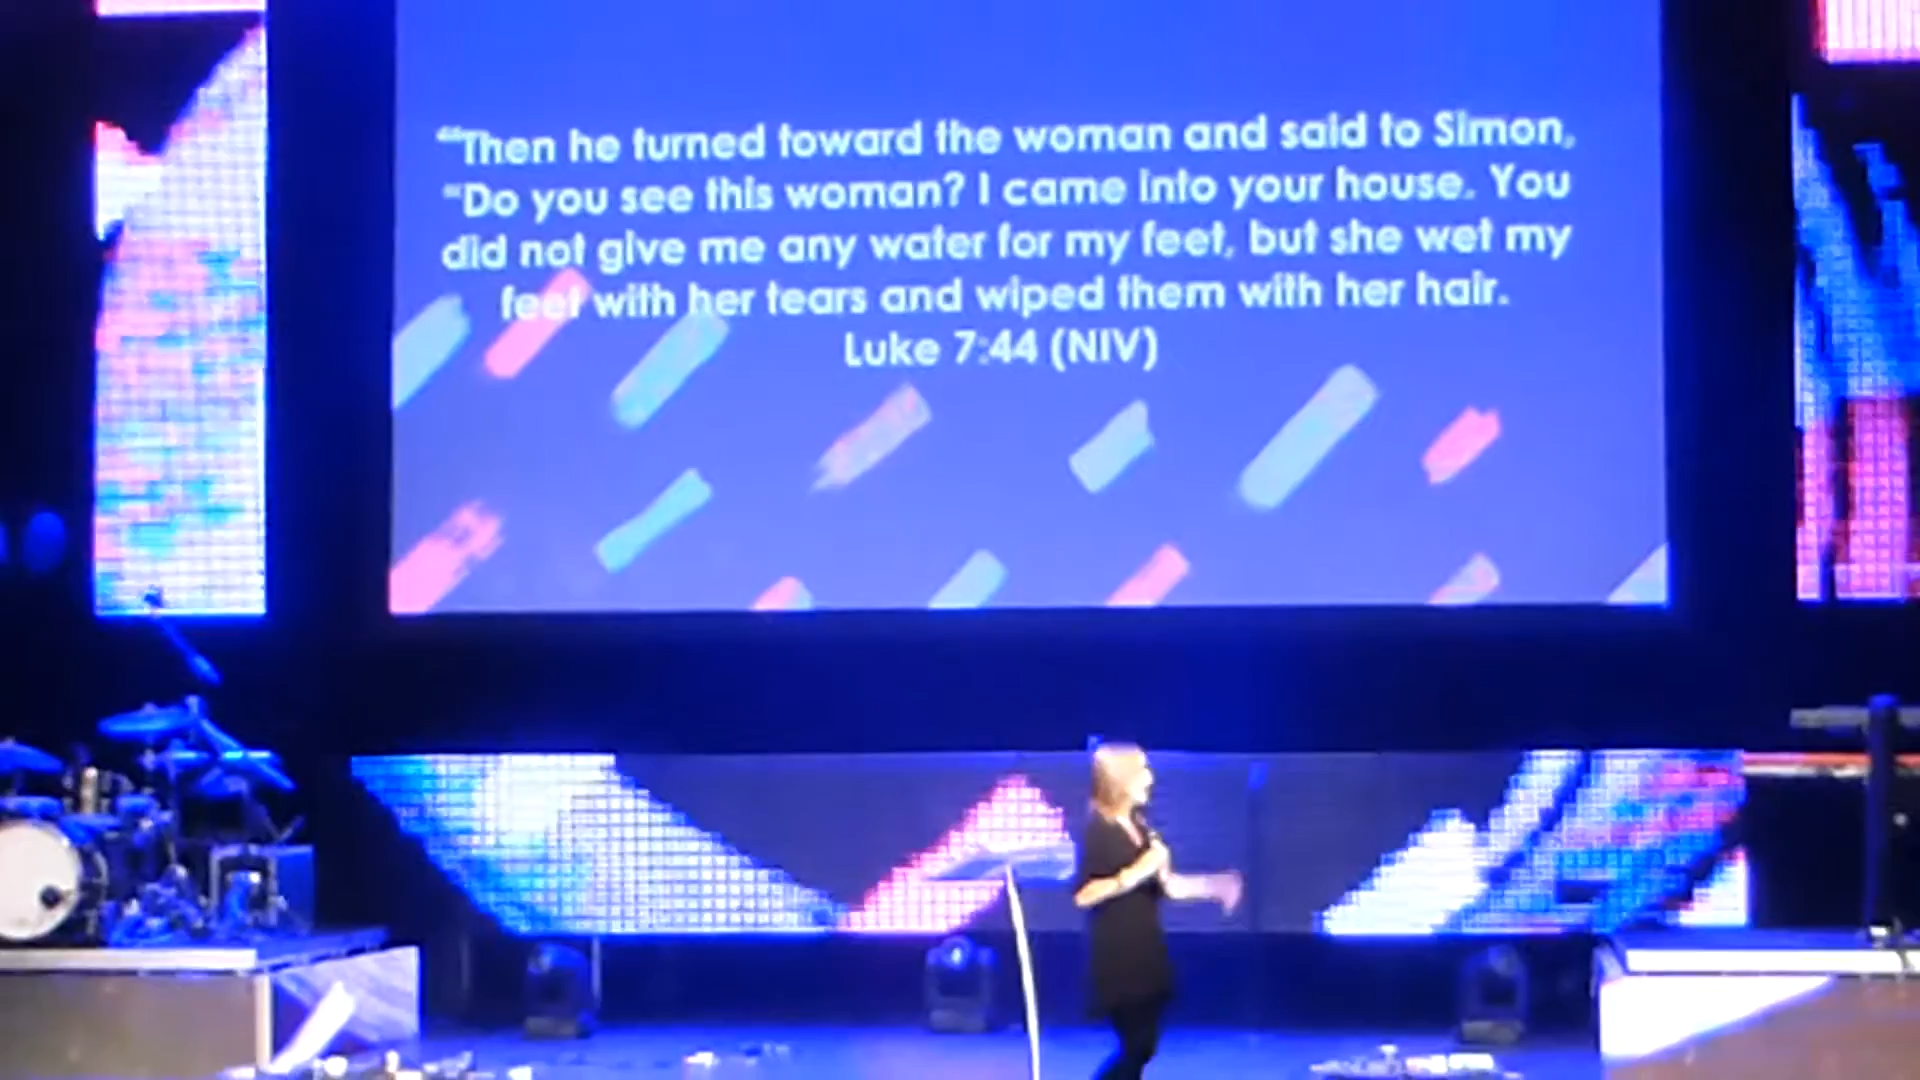 “Then he turned toward the woman and said to Simon,
“Do you see this woman? I came into your house. You
did not give me any water for my feet, but she wet my
feet with her tears and wiped them with her hair.
Luke 7:44 (NIV)